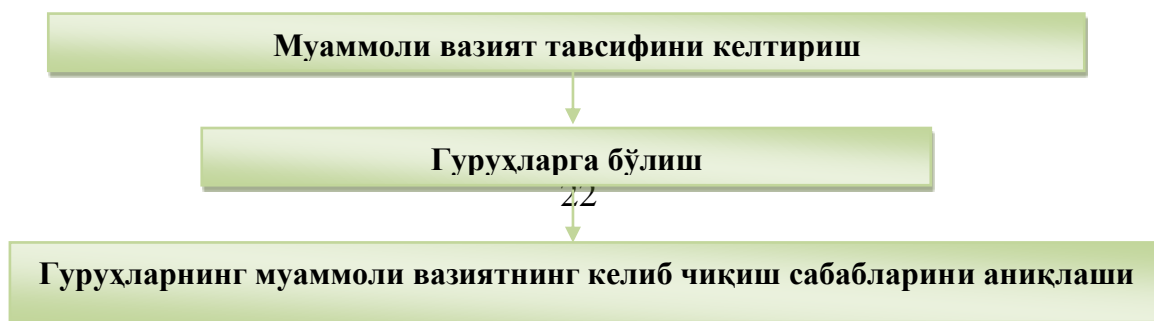 Муаммоли вазият тавсифини келтириш
Гуруҳларга бўлиш
22
Гуруҳларнинг муаммоли вазиятнинг келиб чиқиш сабабларини аниқлаши